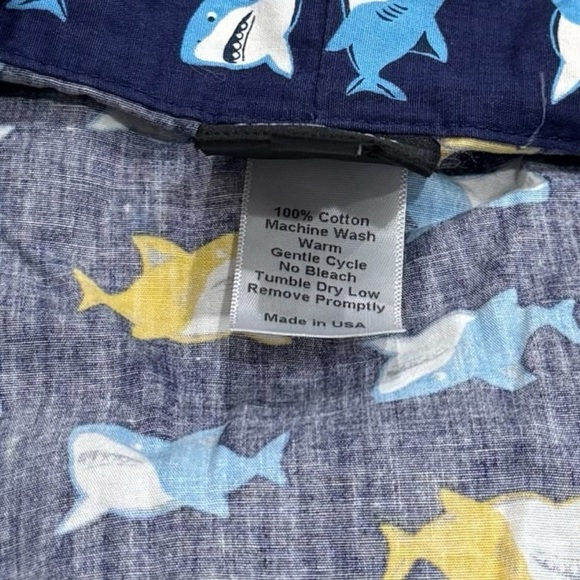 100% Cotton
Machine Wash
Warm
Gentle Cycle
No Bleach
Tumble Dry Low
Remove Promptly
Made in USA